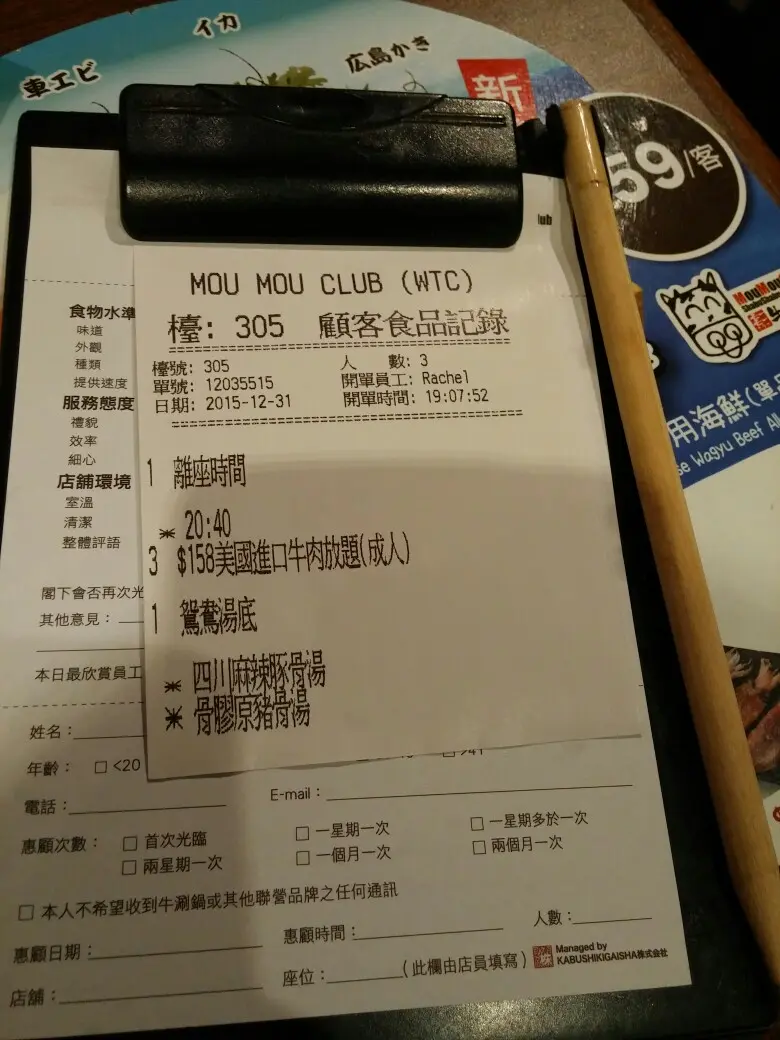 車エビ
イカ
広島かき
新
59/客
lub
MOU MOU CLUB (WTC)
檯: 305 顧客食品記錄
檯號: 305 人 數: 3
單號: 12035515 開單員工: Rachel
日期: 2015-12-31 開單時間: 19:07:52
1 離座時間
* 20:40
3 $158美國進口牛肉放題(成人)
1 鴛鴦湯底
* 四川麻辣豚骨湯
* 骨膠原豬骨湯
食物水準
味道
外觀
種類
提供速度
服務態度
禮貌
效率
細心
店舖環境
室溫
清潔
整體評語
閣下會否再次光
其他意見：
本日最欣賞員工
姓名：
年齡： □ <20
電話：
E-mail：
惠顧次數： □ 首次光臨 □ 一星期一次 □ 一星期多於一次
□ 兩星期一次 □ 一個月一次 □ 兩個月一次
□ 本人不希望收到牛涮鍋或其他聯營品牌之任何通訊
惠顧日期： 惠顧時間： 人數：
店舖： 座位： (此欄由店員填寫)
Managed by
KABUSHIKIGAISHA株式会社
MouMou
用海鮮
Wagyu Beef